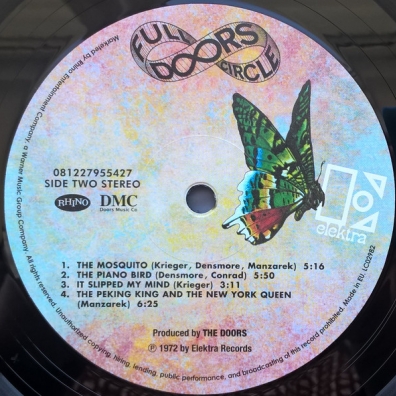 FULL CIRCLE
DOORS
081227955427
SIDE TWO STEREO
RHINO
DMC
Doors Music Co.
elektra
1. THE MOSQUITO (Krieger, Densmore, Manzarek) 5:16
2. THE PIANO BIRD (Densmore, Conrad) 5:50
3. IT SLIPPED MY MIND (Krieger) 3:11
4. THE PEKING KING AND THE NEW YORK QUEEN
(Manzarek) 6:25
Produced by THE DOORS
℗ 1972 by Elektra Records
Marketed by Rhino Entertainment Company, a Warner Music Group Company.
All rights reserved. Unauthorized copying, hiring, lending, public performance, and broadcasting of this record prohibited. Made in EU. LC02982